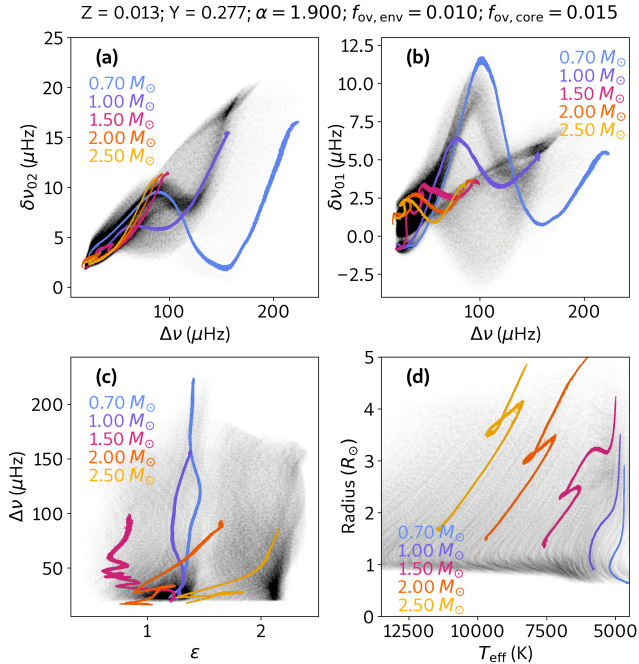 Z = 0.013; Y = 0.277; α = 1.900; f_ov,env = 0.010; f_ov,core = 0.015
(a)
0.70 M⊙
1.00 M⊙
1.50 M⊙
2.00 M⊙
2.50 M⊙
25
20
15
10
5
0
δν₀₂ (μHz)
100
200
Δν (μHz)
(b)
0.70 M⊙
1.00 M⊙
1.50 M⊙
2.00 M⊙
2.50 M⊙
12.5
10.0
7.5
5.0
2.5
0.0
−2.5
δν₀₁ (μHz)
100
200
Δν (μHz)
(c)
0.70 M⊙
1.00 M⊙
1.50 M⊙
2.00 M⊙
2.50 M⊙
200
150
100
50
Δν (μHz)
1
2
ε
(d)
0.70 M⊙
1.00 M⊙
1.50 M⊙
2.00 M⊙
2.50 M⊙
5
4
3
2
1
0
Radius (R⊙)
12500
10000
7500
5000
T_eff (K)